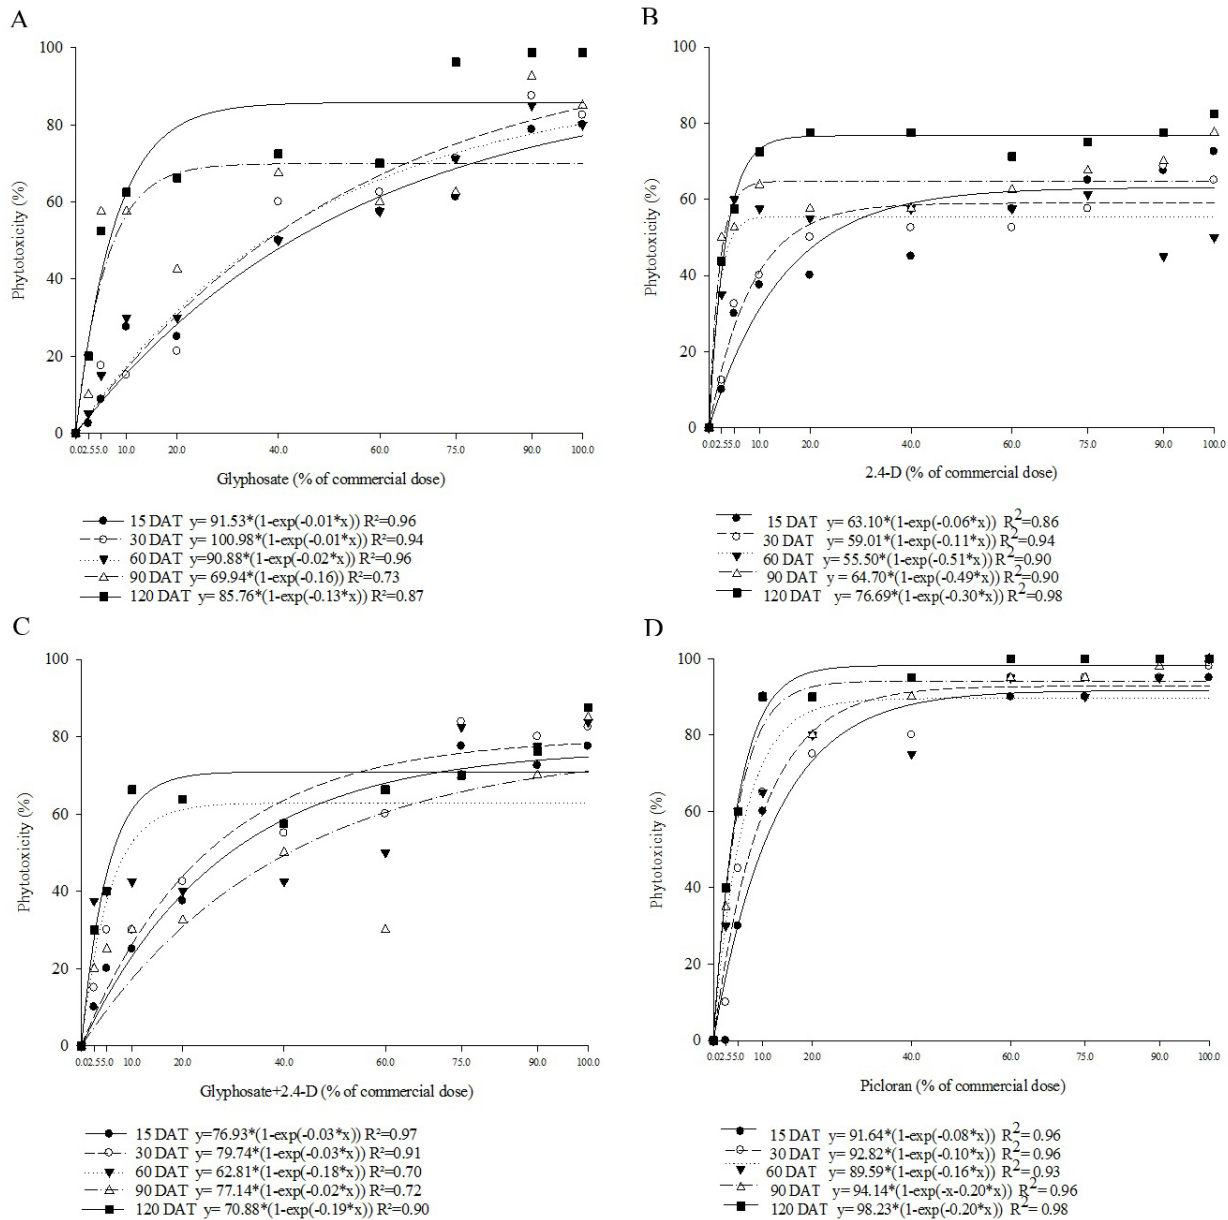 A
Phytotoxicity (%)
100
80
60
40
20
0
0.02.55.0 10.0 20.0 40.0 60.0 75.0 90.0 100.0
Glyphosate (% of commercial dose)
15 DAT y= 91.53*(1-exp(-0.01*x)) R²=0.96
30 DAT y= 100.98*(1-exp(-0.01*x)) R²=0.94
60 DAT y=90.88*(1-exp(-0.02*x)) R²=0.96
90 DAT y= 69.94*(1-exp(-0.16)) R²=0.73
120 DAT y= 85.76*(1-exp(-0.13*x)) R²=0.87
B
Phytotoxicity (%)
100
80
60
40
20
0
0.02.55.0 10.0 20.0 40.0 60.0 75.0 90.0 100.0
2.4-D (% of commercial dose)
15 DAT y= 63.10*(1-exp(-0.06*x)) R²=0.86
30 DAT y= 59.01*(1-exp(-0.11*x)) R²=0.94
60 DAT y= 55.50*(1-exp(-0.51*x)) R²=0.90
90 DAT y= 64.70*(1-exp(-0.49*x)) R²=0.90
120 DAT y= 76.69*(1-exp(-0.30*x)) R²=0.98
C
Phytotoxicity (%)
100
80
60
40
20
0
0.02.55.0 10.0 20.0 40.0 60.0 75.0 90.0 100.0
Glyphosate+2.4-D (% of commercial dose)
15 DAT y=76.93*(1-exp(-0.03*x)) R²=0.97
30 DAT y=79.74*(1-exp(-0.03*x)) R²=0.91
60 DAT y=62.81*(1-exp(-0.18*x)) R²=0.70
90 DAT y=77.14*(1-exp(-0.02*x)) R²=0.72
120 DAT y= 70.88*(1-exp(-0.19*x)) R²=0.90
D
Phytotoxicity (%)
100
80
60
40
20
0
0.02.55.0 10.0 20.0 40.0 60.0 75.0 90.0 100.0
Picloran (% of commercial dose)
15 DAT y= 91.64*(1-exp(-0.08*x)) R²= 0.96
30 DAT y= 92.82*(1-exp(-0.10*x)) R²= 0.96
60 DAT y= 89.59*(1-exp(-0.16*x)) R²= 0.93
90 DAT y= 94.14*(1-exp(-x-0.20*x)) R²= 0.96
120 DAT y= 98.23*(1-exp(-0.20*x)) R²= 0.98